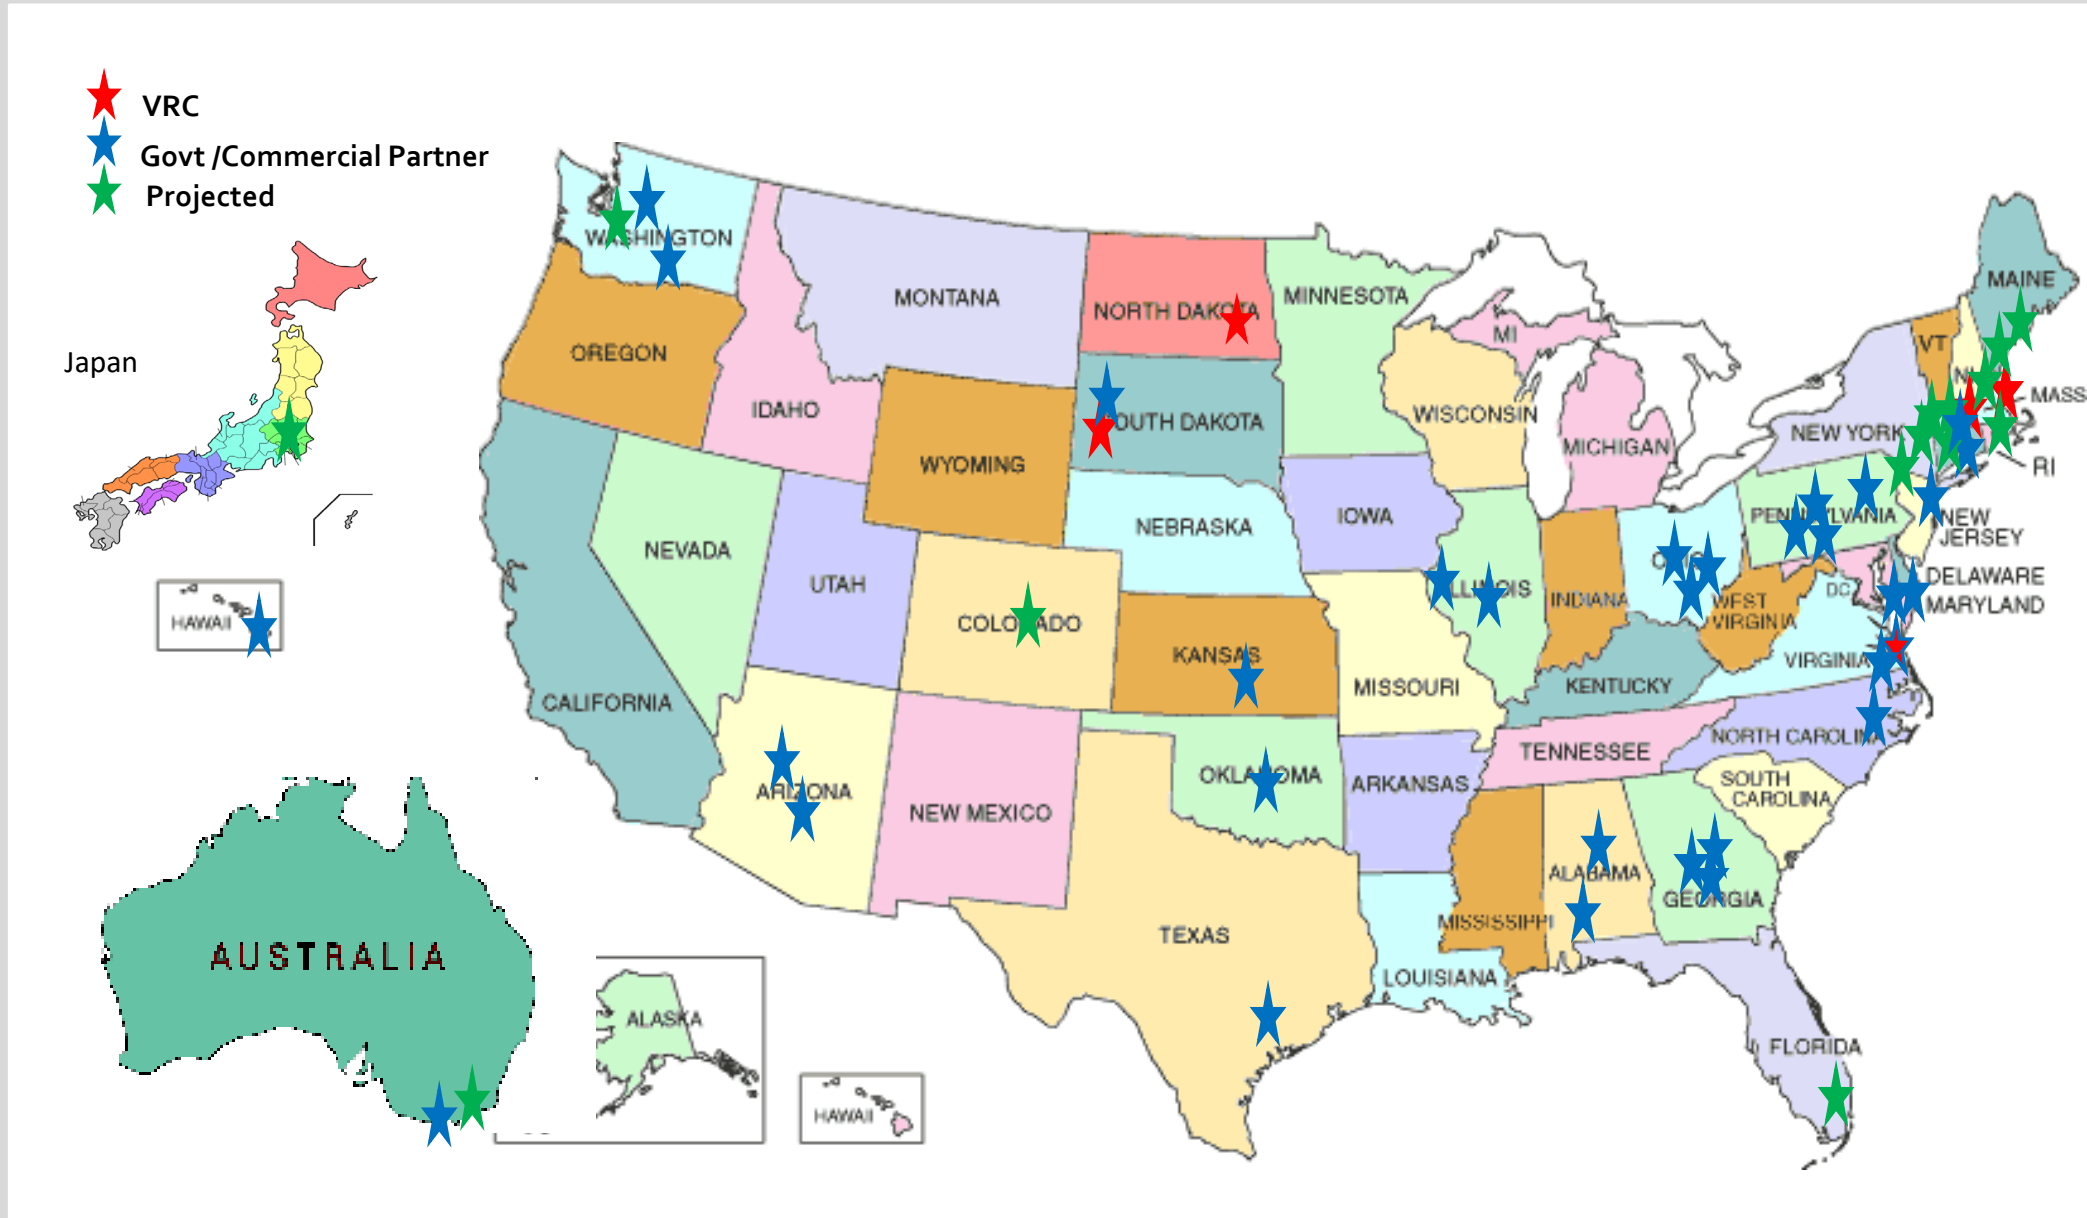 VRC
Govt /Commercial Partner
Projected
Japan
HAWAII
AUSTRALIA
ALASKA
HAWAII
WASHINGTON
OREGON
CALIFORNIA
IDAHO
NEVADA
MONTANA
WYOMING
UTAH
ARIZONA
COLORADO
NEW MEXICO
NORTH DAKOTA
SOUTH DAKOTA
NEBRASKA
KANSAS
OKLAHOMA
TEXAS
MINNESOTA
IOWA
MISSOURI
ARKANSAS
LOUISIANA
WISCONSIN
ILLINOIS
MI
MICHIGAN
INDIANA
OHIO
KENTUCKY
TENNESSEE
MISSISSIPPI
ALABAMA
GEORGIA
FLORIDA
SOUTH
CAROLINA
NORTH CAROLINA
VIRGINIA
WEST
VIRGINIA
DC
PENNSYLVANIA
NEW YORK
VT
MAINE
MASS
RI
NEW
JERSEY
DELAWARE
MARYLAND